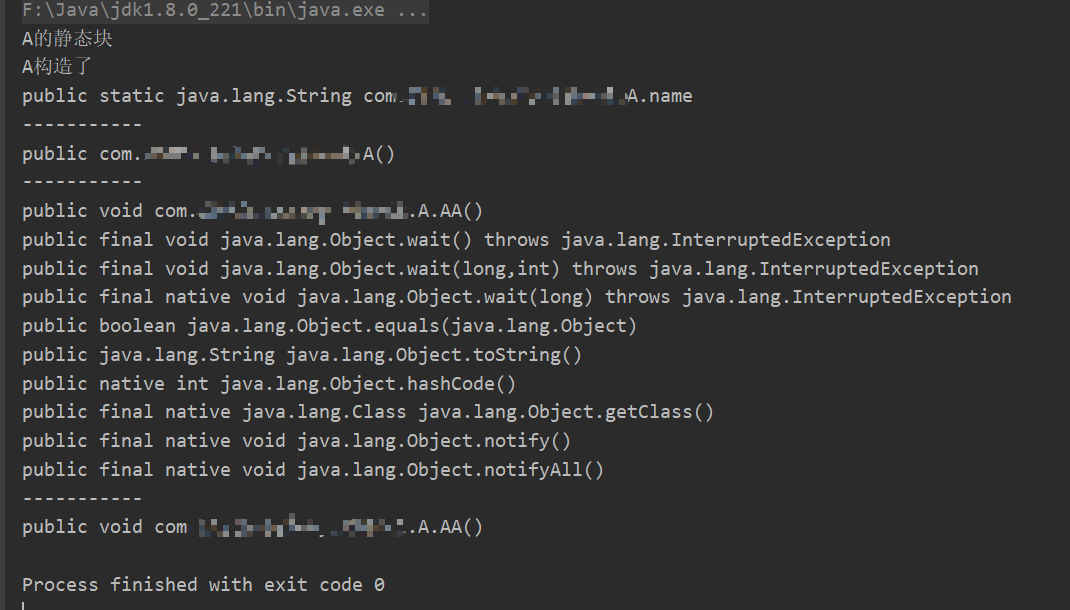 F:\Java\jdk1.8.0_221\bin\java.exe ...
A的静态块
A构造了
public static java.lang.String com. A.name
-----------
public com. .A()
-----------
public void com. .A.AA()
public final void java.lang.Object.wait() throws java.lang.InterruptedException
public final void java.lang.Object.wait(long,int) throws java.lang.InterruptedException
public final native void java.lang.Object.wait(long) throws java.lang.InterruptedException
public boolean java.lang.Object.equals(java.lang.Object)
public java.lang.String java.lang.Object.toString()
public native int java.lang.Object.hashCode()
public final native java.lang.Class java.lang.Object.getClass()
public final native void java.lang.Object.notify()
public final native void java.lang.Object.notifyAll()
-----------
public void com .A.AA()
Process finished with exit code 0